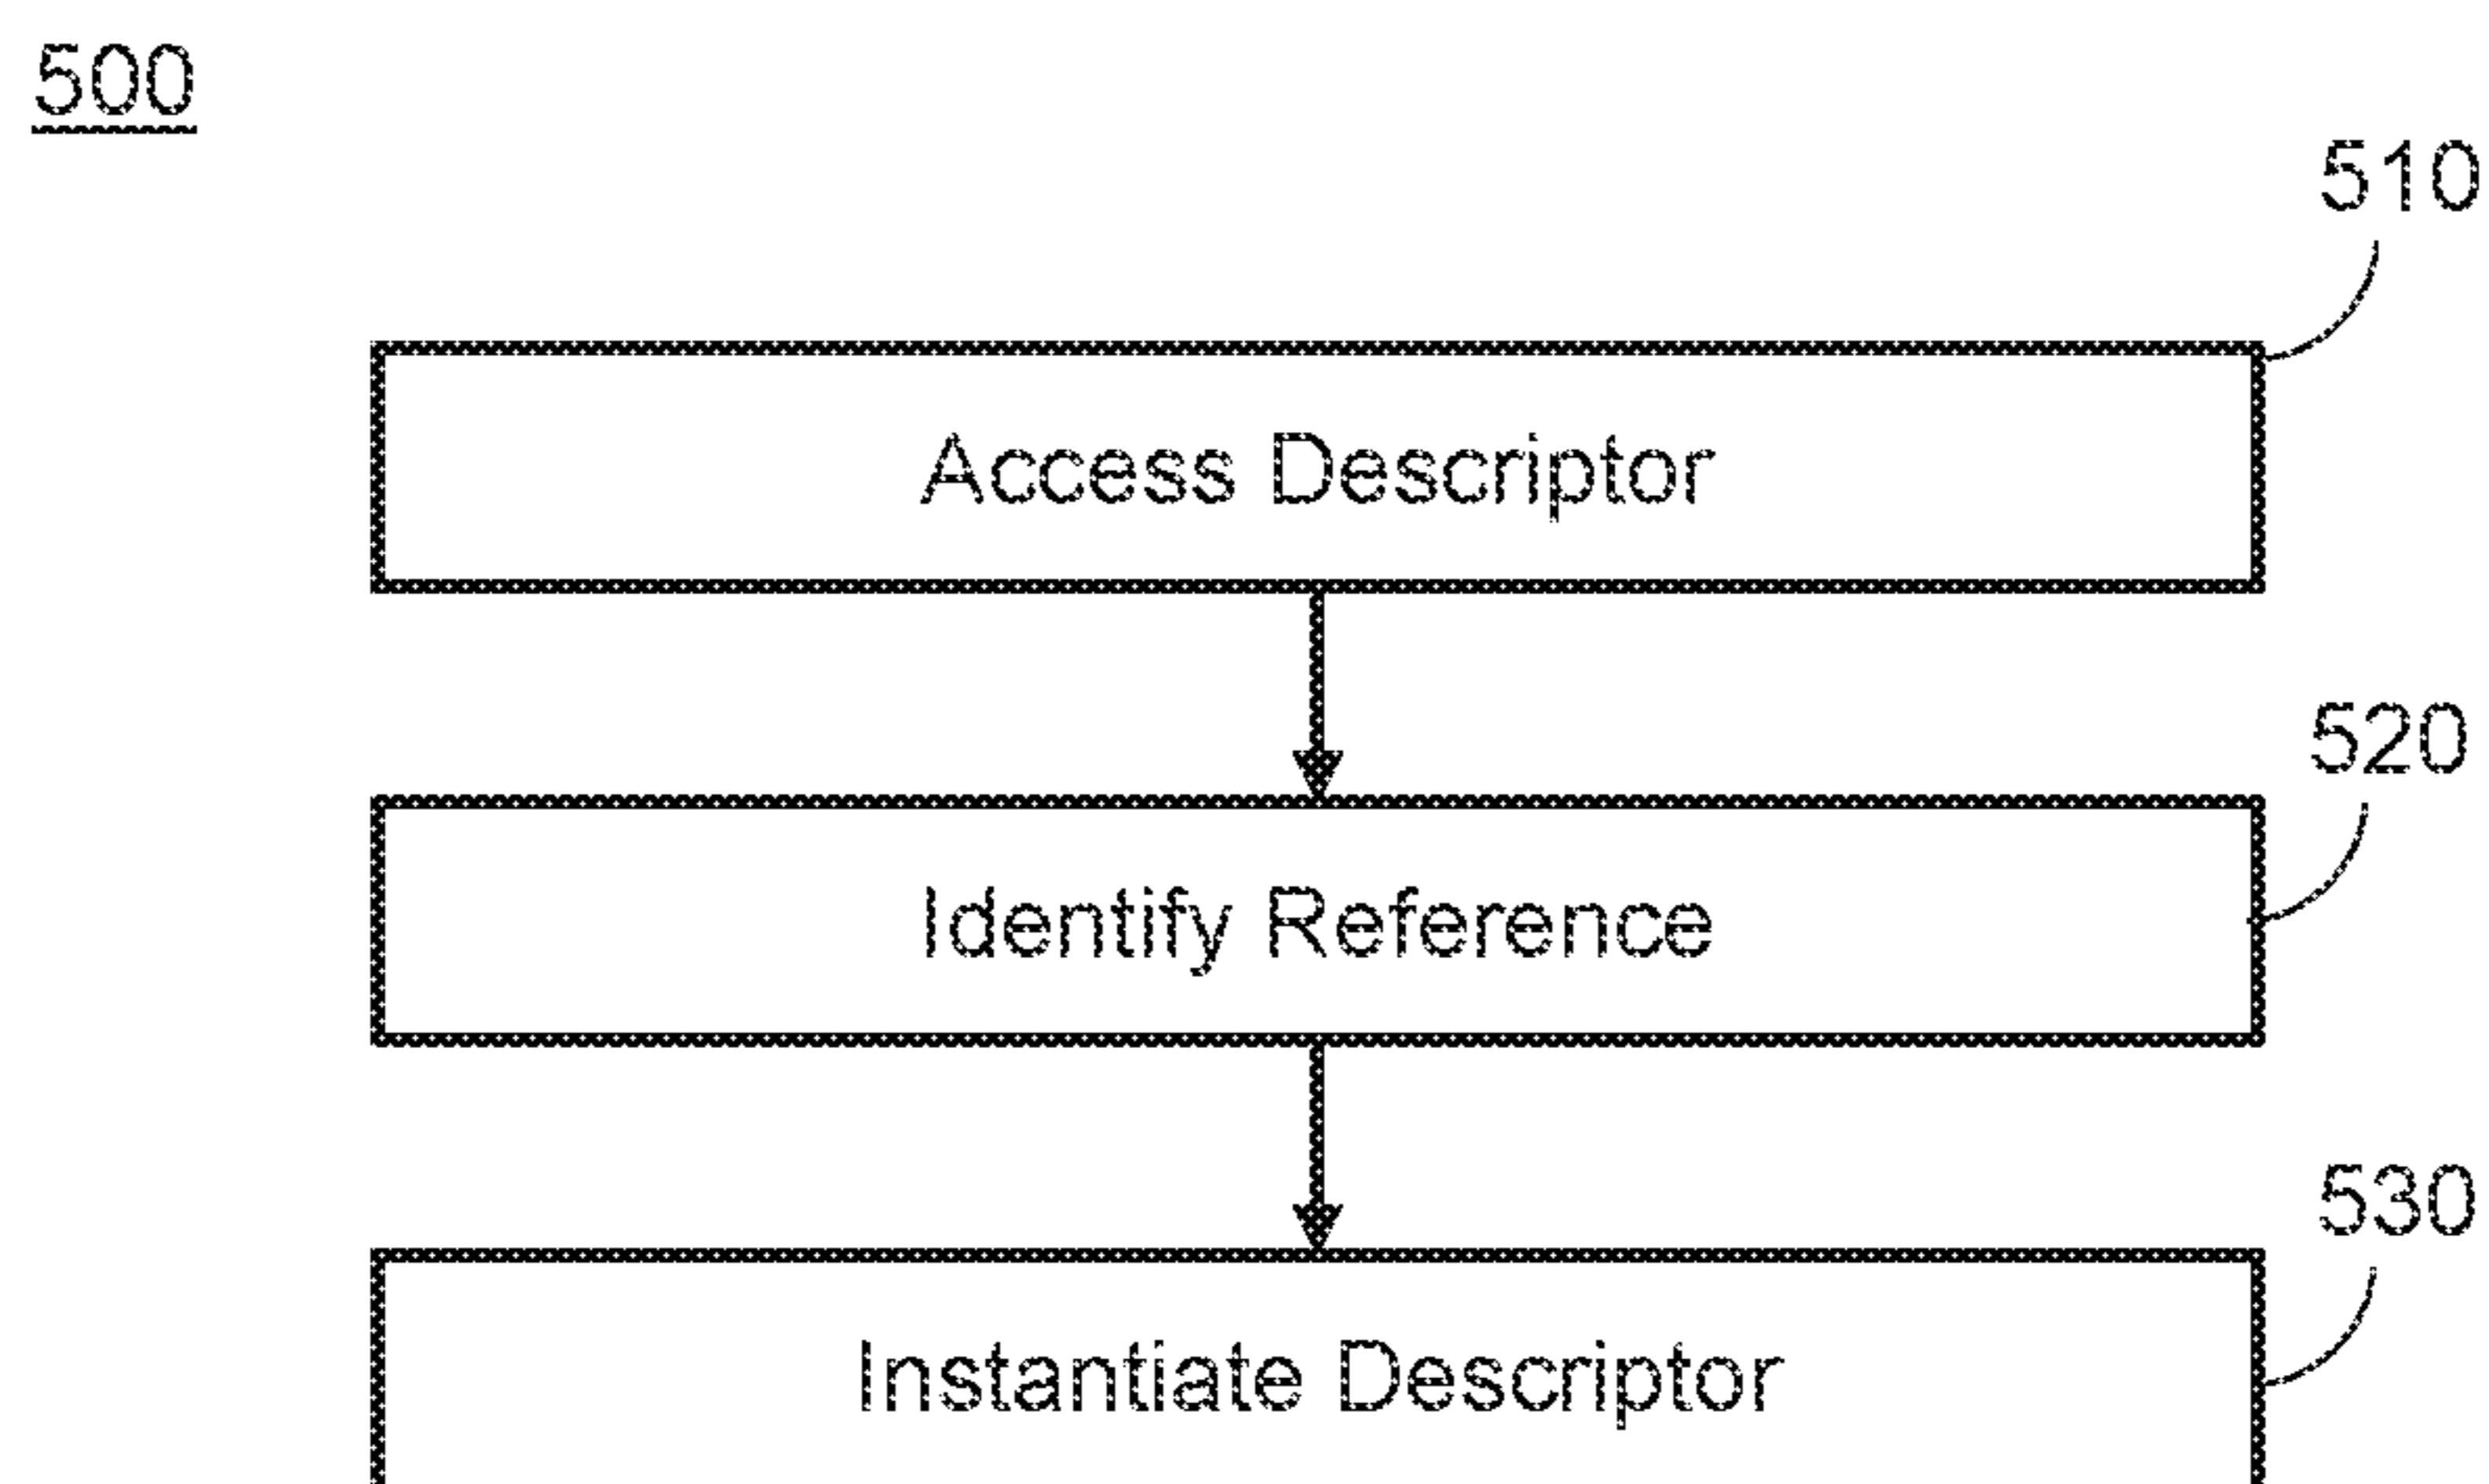 500
510
Access Descriptor
520
Identify Reference
530
Instantiate Descriptor